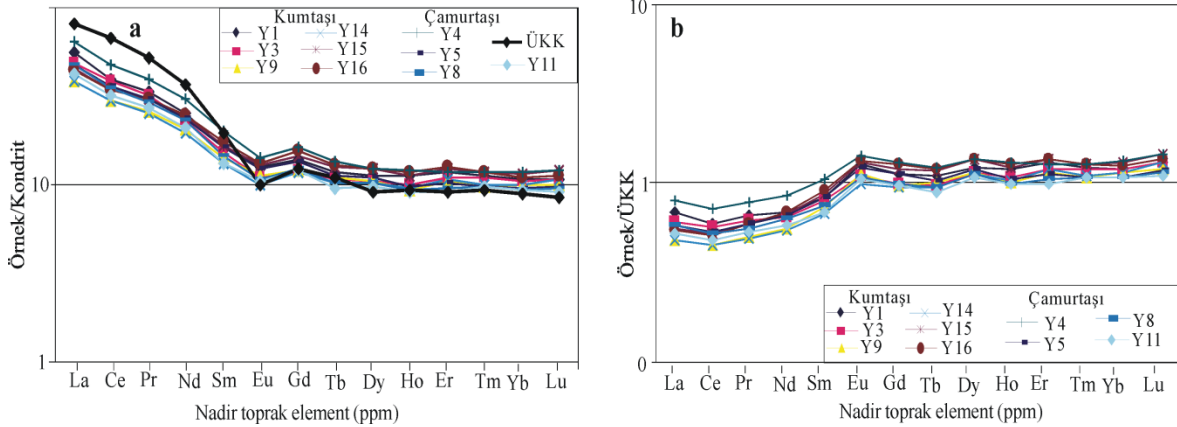 a
Kumtaşı Çamurtaşı
Y1 Y14 Y4 ÜKK
Y3 Y15 Y5
Y9 Y16 Y8 Y11
Örnek/Kondrit
10
1
La Ce Pr Nd Sm Eu Gd Tb Dy Ho Er Tm Yb Lu
Nadir toprak element (ppm)
b
10
1
0
Örnek/ÜKK
Kumtaşı Çamurtaşı
Y1 Y14 Y4 Y8
Y3 Y15 Y5 Y11
Y9 Y16
La Ce Pr Nd Sm Eu Gd Tb Dy Ho Er Tm Yb Lu
Nadir toprak element (ppm)